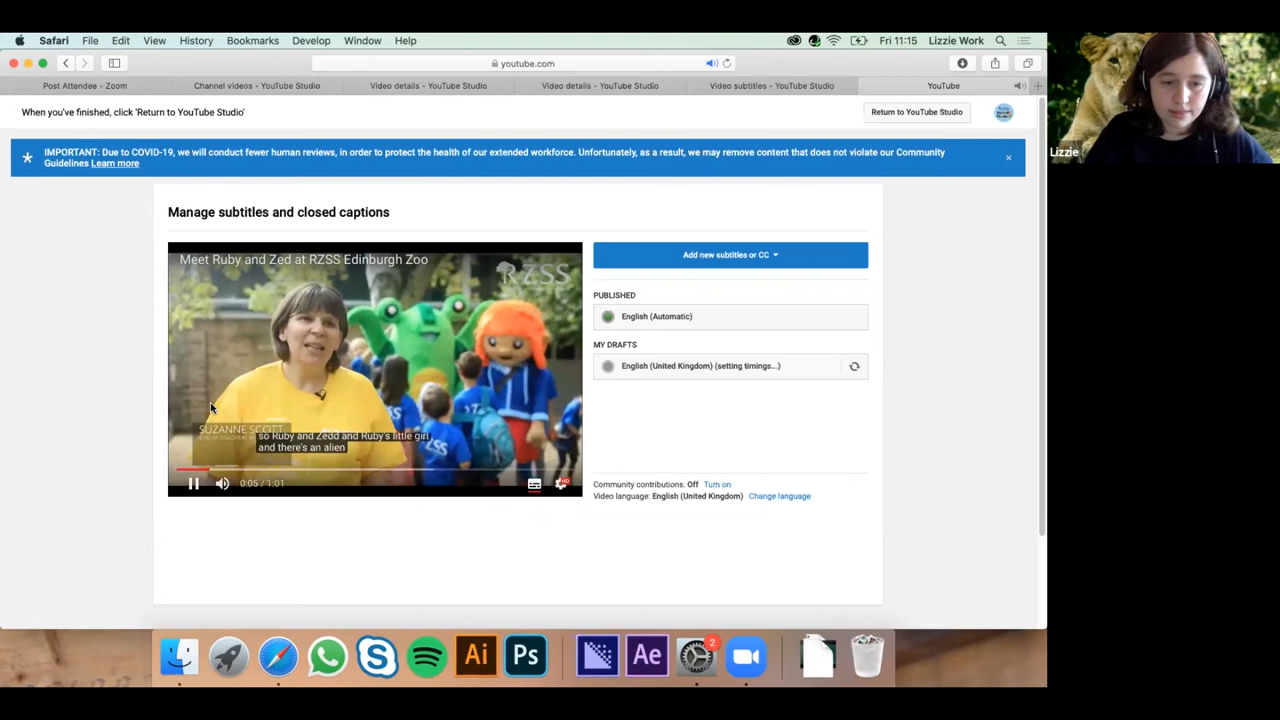 Safari File Edit View History Bookmarks Develop Window Help Fri 11:15 Lizzie Work
youtube.com
Post Attendee - Zoom Channel videos - YouTube Studio Video details - YouTube Studio Video details - YouTube Studio Video subtitles - YouTube Studio YouTube
When you've finished, click 'Return to YouTube Studio' Return to YouTube Studio
IMPORTANT: Due to COVID-19, we will conduct fewer human reviews, in order to protect the health of our extended workforce. Unfortunately, as a result, we may remove content that does not violate our Community
Guidelines Learn more
Lizzie
Manage subtitles and closed captions
Meet Ruby and Zed at RZSS Edinburgh Zoo
RZSS
SUZANNE SCOTT
so Ruby and Zedd and Ruby's little girl
and there's an alien
0:05 / 1:01
HD
Add new subtitles or CC
PUBLISHED
English (Automatic)
MY DRAFTS
English (United Kingdom) (setting timings...)
Community contributions: Off Turn on
Video language: English (United Kingdom) Change language
Ai Ps Ae 2